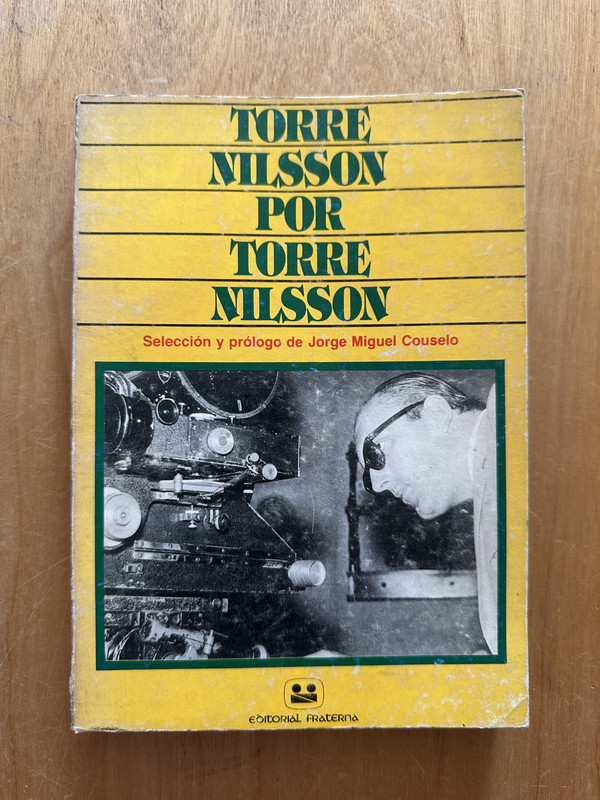 TORRE
NILSSON
POR
TORRE
NILSSON
Selección y prólogo de Jorge Miguel Couselo
EDITORIAL FRATERNA